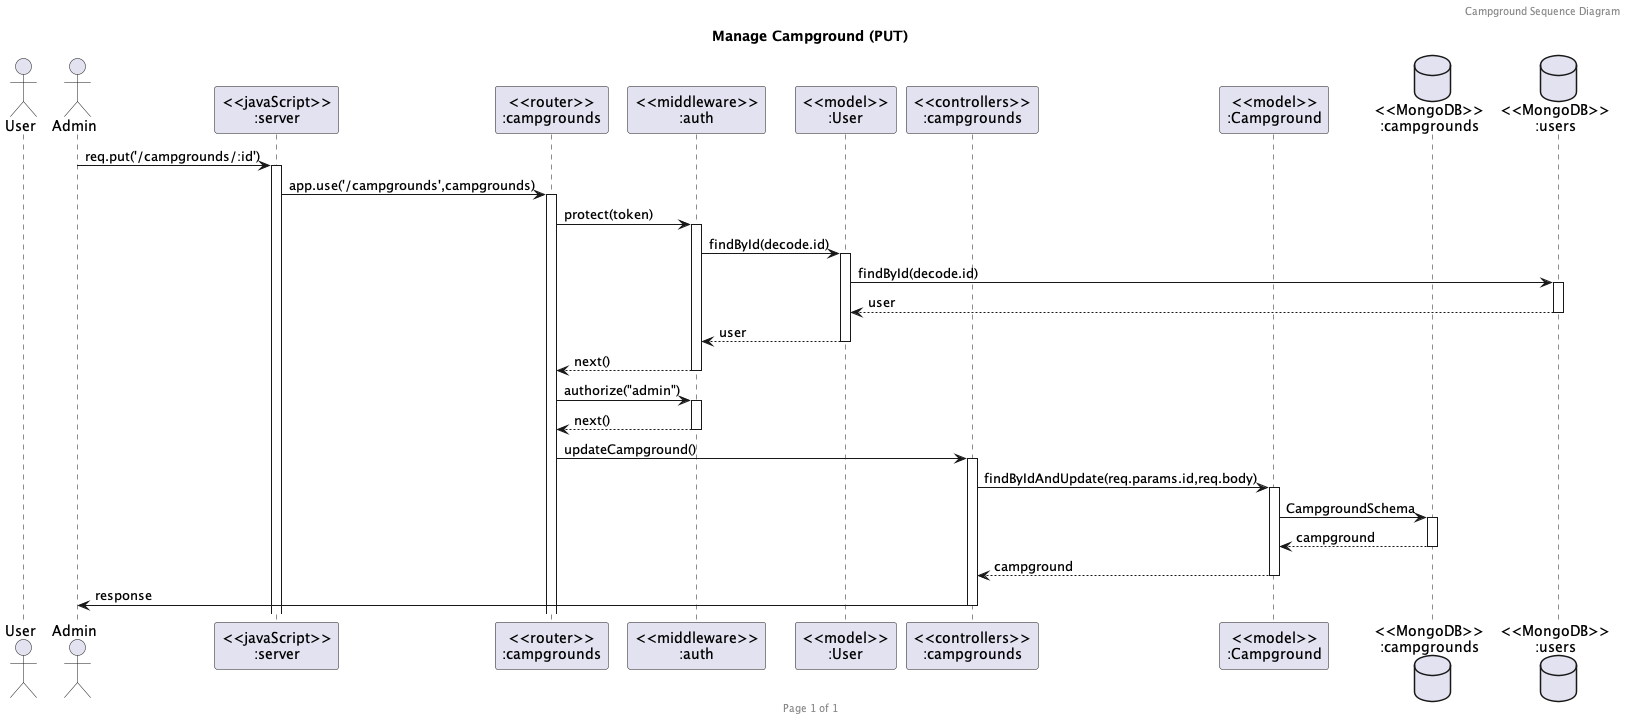 Campground Sequence Diagram
Manage Campground (PUT)
User
Admin
<<javaScript>>
:server
<<router>>
:campgrounds
<<middleware>>
:auth
<<model>>
:User
<<controllers>>
:campgrounds
<<model>>
:Campground
<<MongoDB>>
:campgrounds
<<MongoDB>>
:users
req.put('/campgrounds/:id')
app.use('/campgrounds',campgrounds)
protect(token)
findById(decode.id)
findById(decode.id)
user
user
next()
authorize("admin")
next()
updateCampground()
findByIdAndUpdate(req.params.id,req.body)
CampgroundSchema
campground
campground
response
User
Admin
<<javaScript>>
:server
<<router>>
:campgrounds
<<middleware>>
:auth
<<model>>
:User
<<controllers>>
:campgrounds
<<model>>
:Campground
<<MongoDB>>
:campgrounds
<<MongoDB>>
:users
Page 1 of 1